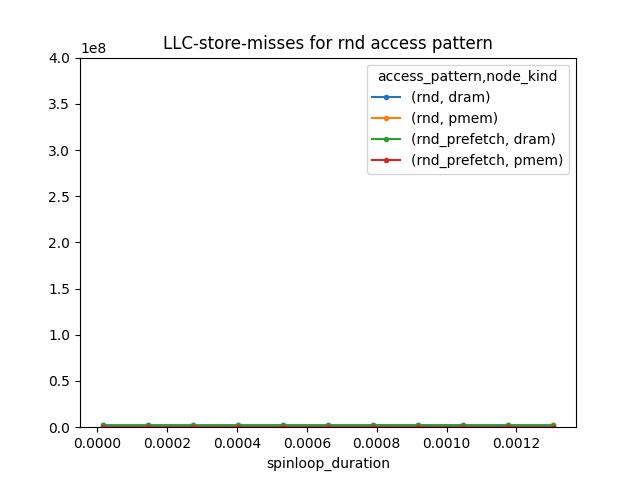 LLC-store-misses for rnd access pattern
1e8
4.0
3.5
3.0
2.5
2.0
1.5
1.0
0.5
0.0
access_pattern,node_kind
(rnd, dram)
(rnd, pmem)
(rnd_prefetch, dram)
(rnd_prefetch, pmem)
0.0000 0.0002 0.0004 0.0006 0.0008 0.0010 0.0012
spinloop_duration